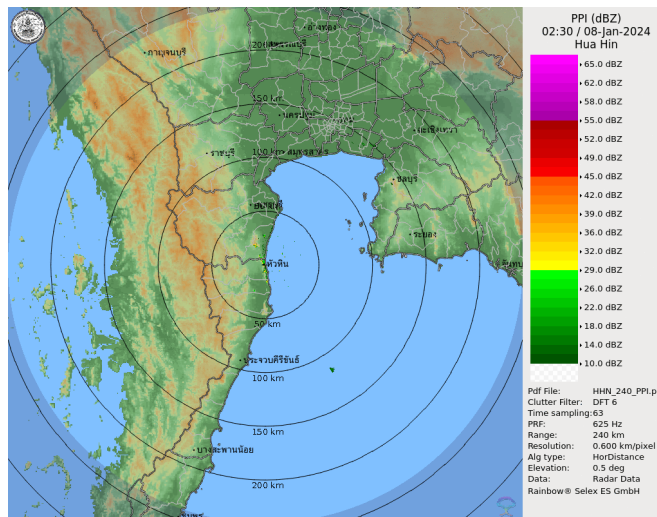 PPI (dBZ)
02:30 / 08-Jan-2024
Hua Hin
65.0 dBZ
62.0 dBZ
58.0 dBZ
55.0 dBZ
52.0 dBZ
49.0 dBZ
45.0 dBZ
42.0 dBZ
39.0 dBZ
36.0 dBZ
32.0 dBZ
29.0 dBZ
26.0 dBZ
22.0 dBZ
18.0 dBZ
14.0 dBZ
10.0 dBZ
Pdf File: HHN_240_PPI.p
Clutter Filter: DFT 6
Time sampling:63
PRF: 625 Hz
Range: 240 km
Resolution: 0.600 km/pixel
Alg type: HorDistance
Elevation: 0.5 deg
Data: Radar Data
Rainbow® Selex ES GmbH
อ่างทอง
กาญจนบุรี
150 km
นครปฐม
ฉะเชิงเทรา
ราชบุรี
100 km
สมุทรสาคร
ชลบุรี
ระยอง
หัวหิน
50 km
ประจวบคีรีขันธ์
100 km
150 km
บางสะพานน้อย
200 km